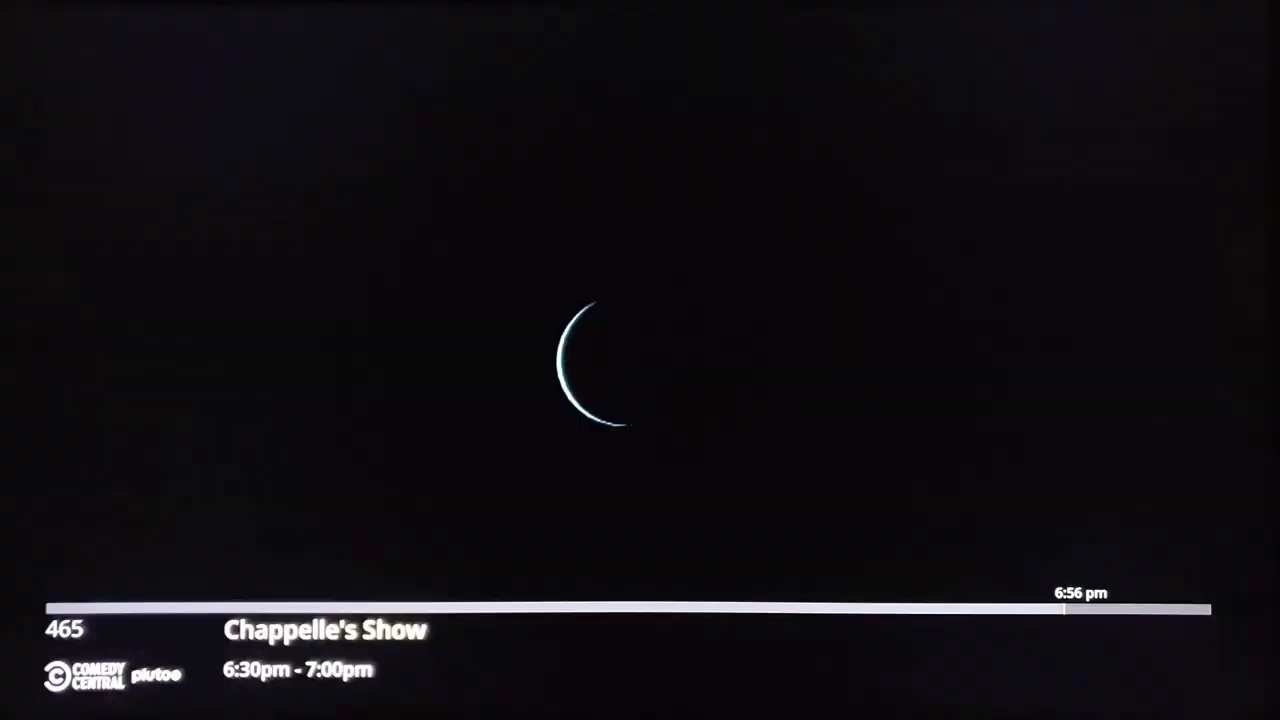 6:56 pm
465
Chappelle's Show
COMEDY
CENTRAL
pluto
6:30pm - 7:00pm